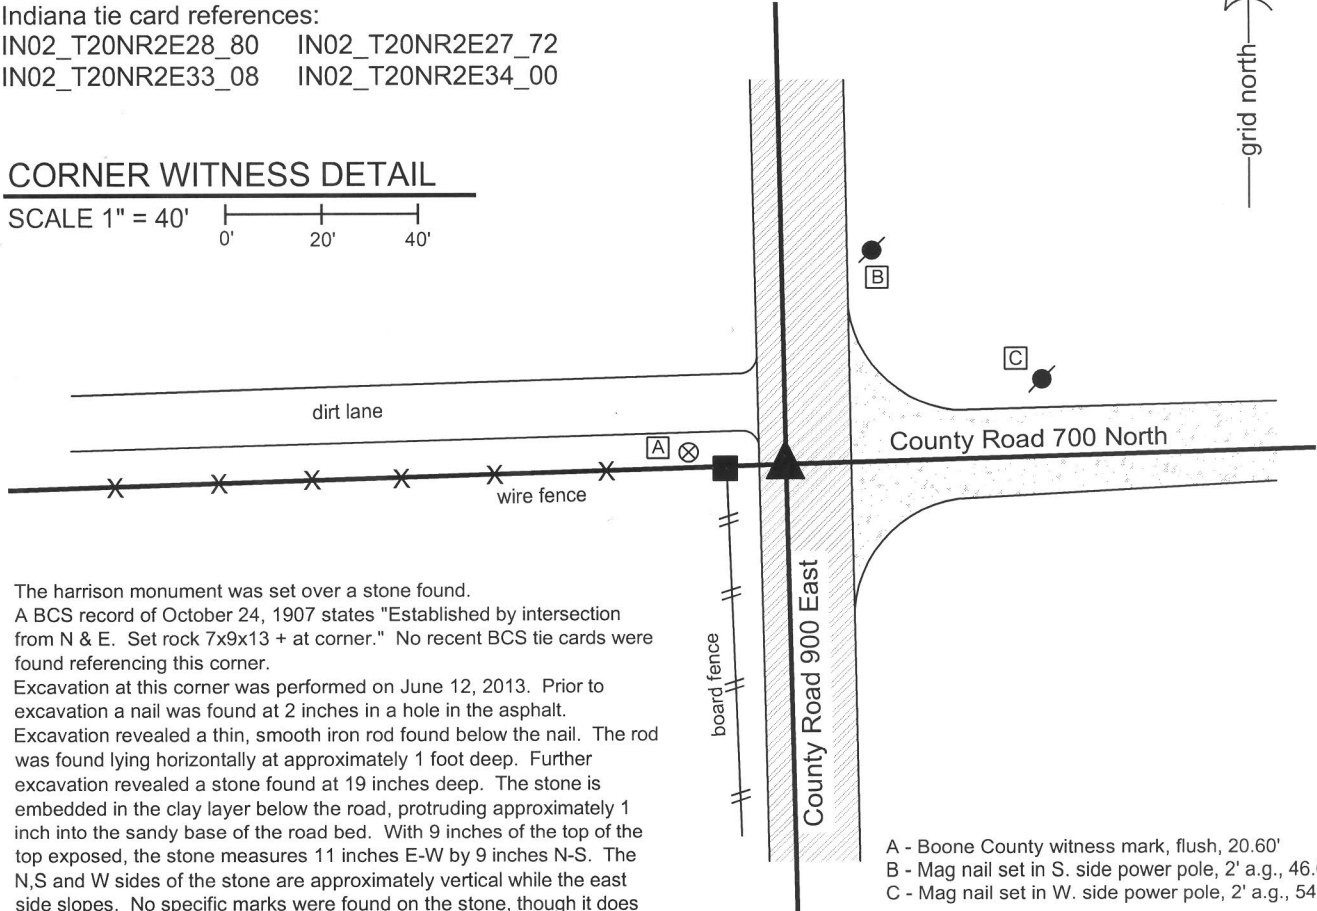 Indiana tie card references:
IN02_T20NR2E28_80 IN02_T20NR2E27_72
IN02_T20NR2E33_08 IN02_T20NR2E34_00
grid north
CORNER WITNESS DETAIL
SCALE 1" = 40'
0' 20' 40'
B
C
dirt lane
A
County Road 700 North
wire fence
board fence
County Road 900 East
The harrison monument was set over a stone found.
A BCS record of October 24, 1907 states "Established by intersection
from N & E. Set rock 7x9x13 + at corner." No recent BCS tie cards were
found referencing this corner.
Excavation at this corner was performed on June 12, 2013. Prior to
excavation a nail was found at 2 inches in a hole in the asphalt.
Excavation revealed a thin, smooth iron rod found below the nail. The rod
was found lying horizontally at approximately 1 foot deep. Further
excavation revealed a stone found at 19 inches deep. The stone is
embedded in the clay layer below the road, protruding approximately 1
inch into the sandy base of the road bed. With 9 inches of the top of the
top exposed, the stone measures 11 inches E-W by 9 inches N-S. The
N,S and W sides of the stone are approximately vertical while the east
side slopes. No specific marks were found on the stone, though it does
A - Boone County witness mark, flush, 20.60'
B - Mag nail set in S. side power pole, 2' a.g., 46.
C - Mag nail set in W. side power pole, 2' a.g., 54